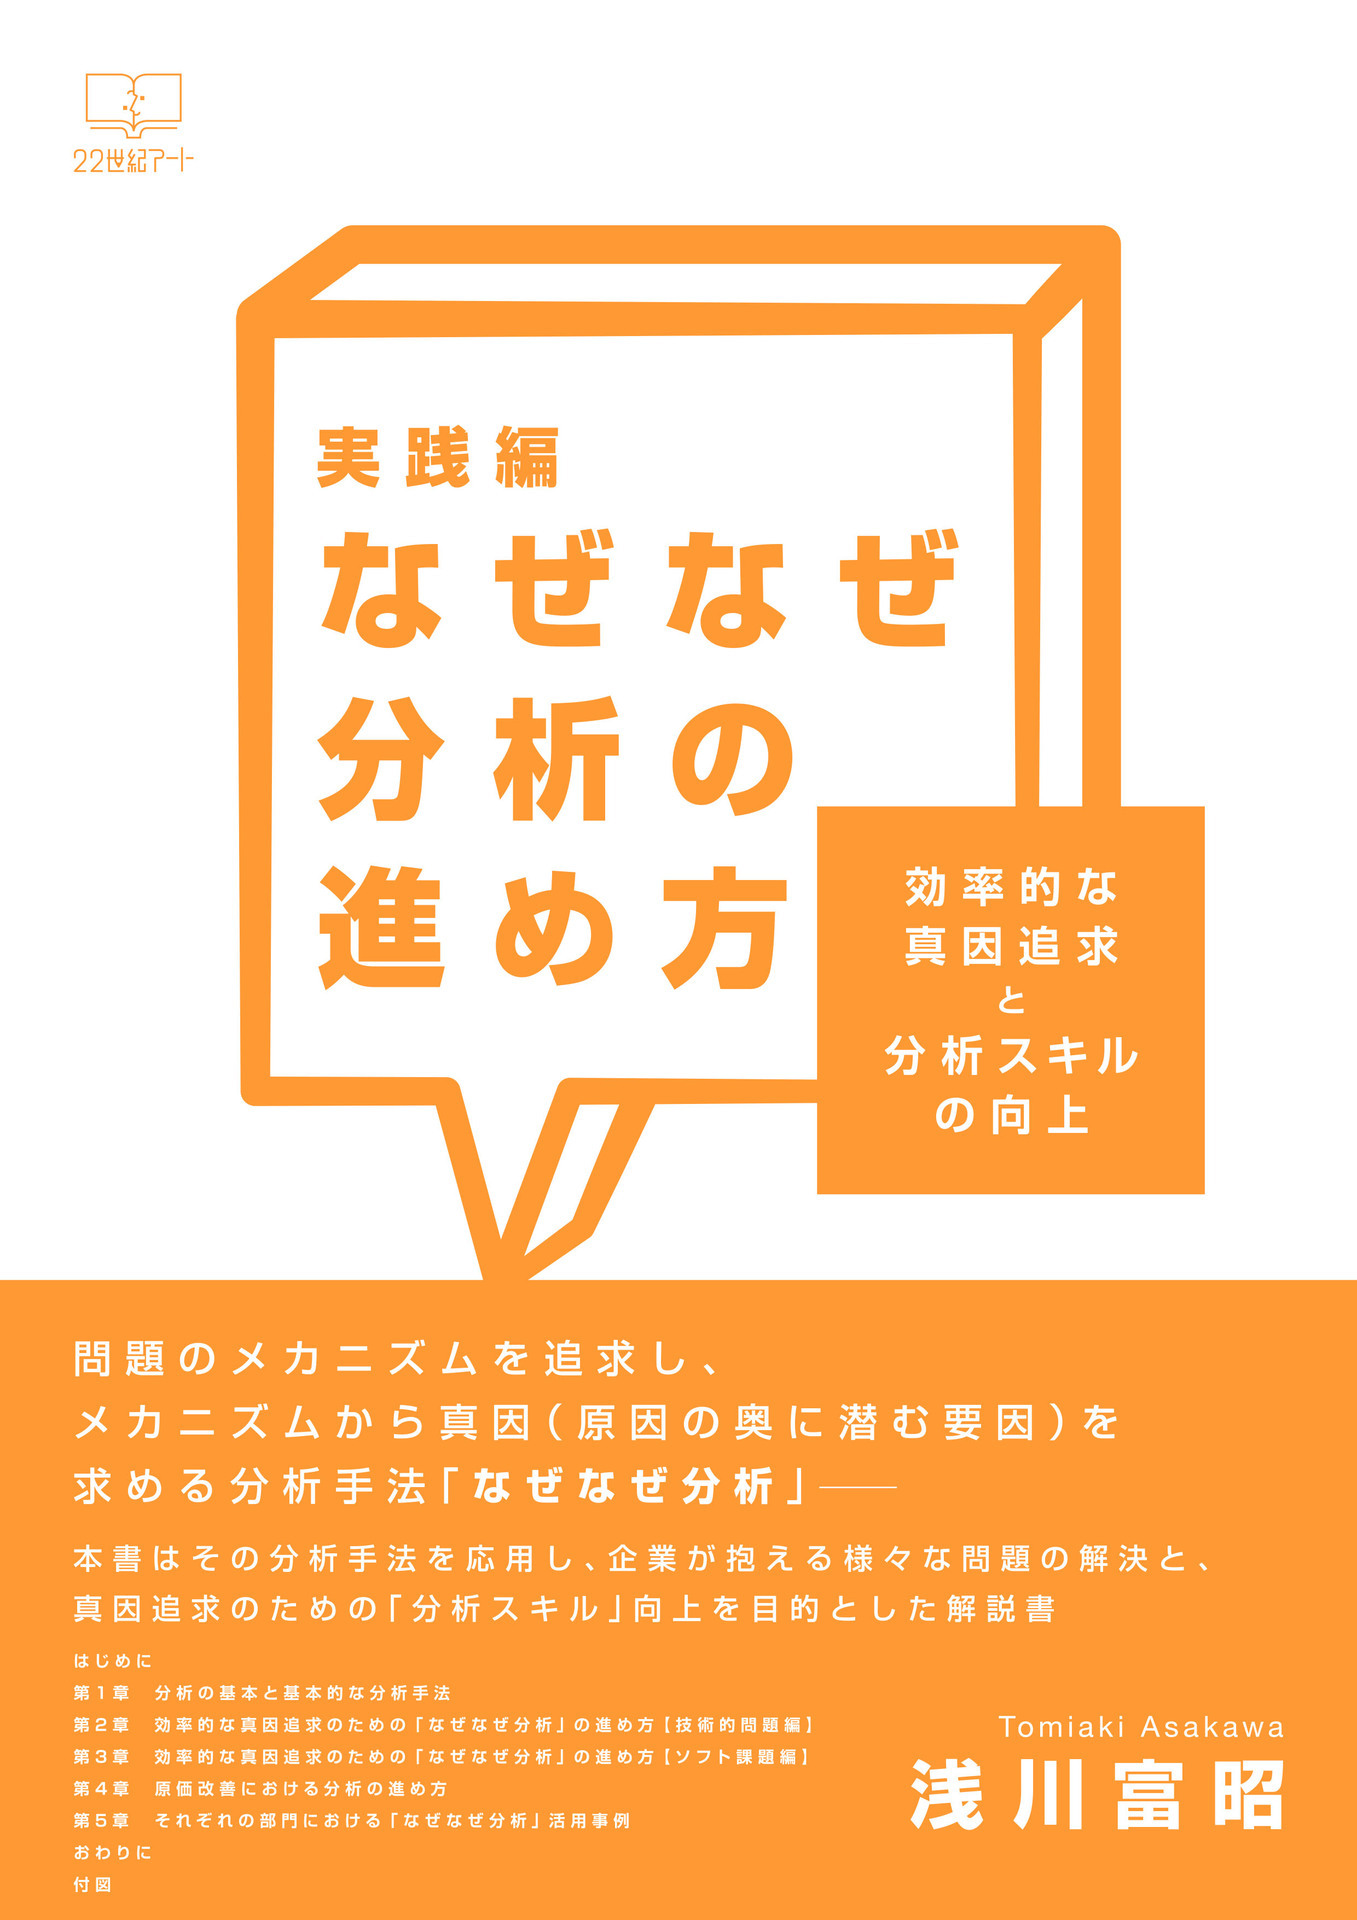 22世紀アート
実践編
なぜなぜ
分析の
進め方
効率的な
真因追求
と
分析スキル
の向上
問題のメカニズムを追求し、
メカニズムから真因(原因の奥に潜む要因)を
求める分析手法「なぜなぜ分析」――
本書はその分析手法を応用し、企業が抱える様々な問題の解決と、
真因追求のための「分析スキル」向上を目的とした解説書
はじめに
第1章　分析の基本と基本的な分析手法
第2章　効率的な真因追求のための「なぜなぜ分析」の進め方【技術的問題編】
第3章　効率的な真因追求のための「なぜなぜ分析」の進め方【ソフト課題編】
第4章　原価改善における分析の進め方
第5章　それぞれの部門における「なぜなぜ分析」活用事例
おわりに
付図
Tomiaki Asakawa
浅川富昭